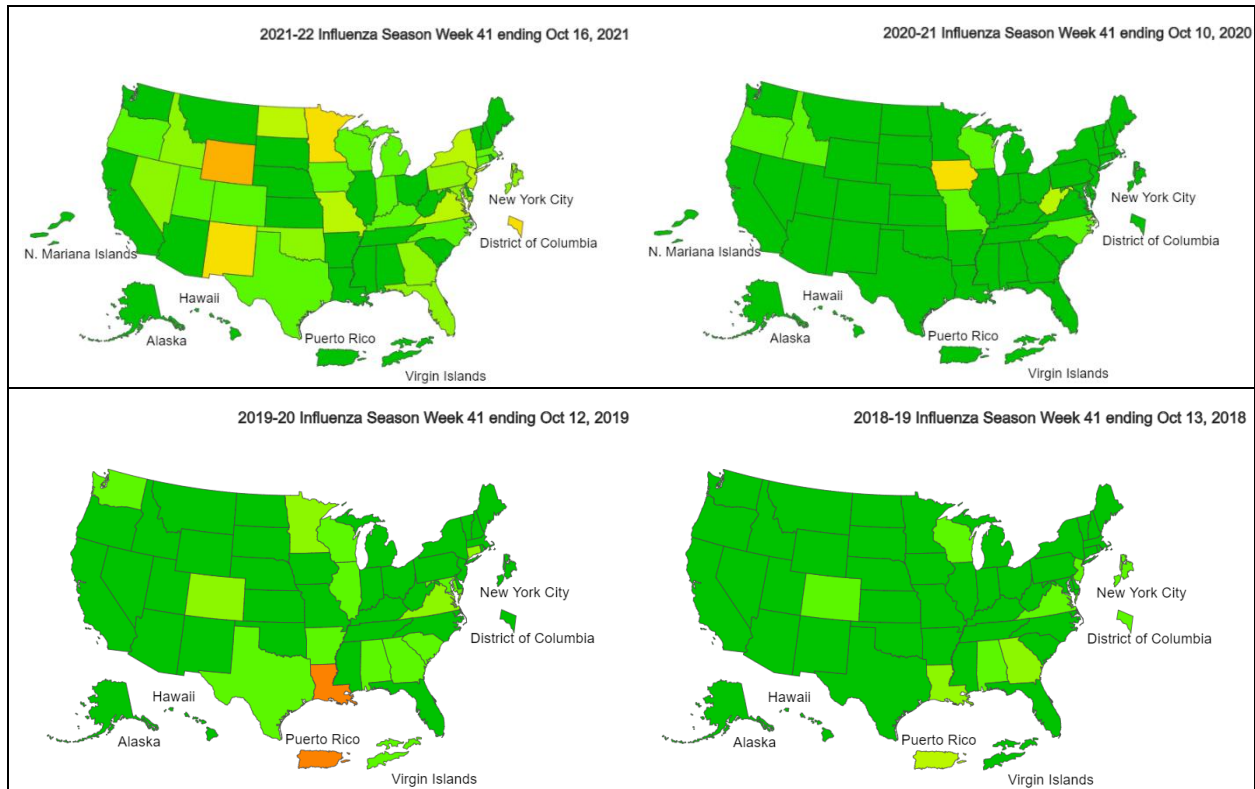 2021-22 Influenza Season Week 41 ending Oct 16, 2021
New York City
District of Columbia
N. Mariana Islands
Hawaii
Alaska
Puerto Rico
Virgin Islands
2020-21 Influenza Season Week 41 ending Oct 10, 2020
New York City
District of Columbia
N. Mariana Islands
Hawaii
Alaska
Puerto Rico
Virgin Islands
2019-20 Influenza Season Week 41 ending Oct 12, 2019
New York City
District of Columbia
Hawaii
Alaska
Puerto Rico
Virgin Islands
2018-19 Influenza Season Week 41 ending Oct 13, 2018
New York City
District of Columbia
Hawaii
Alaska
Puerto Rico
Virgin Islands